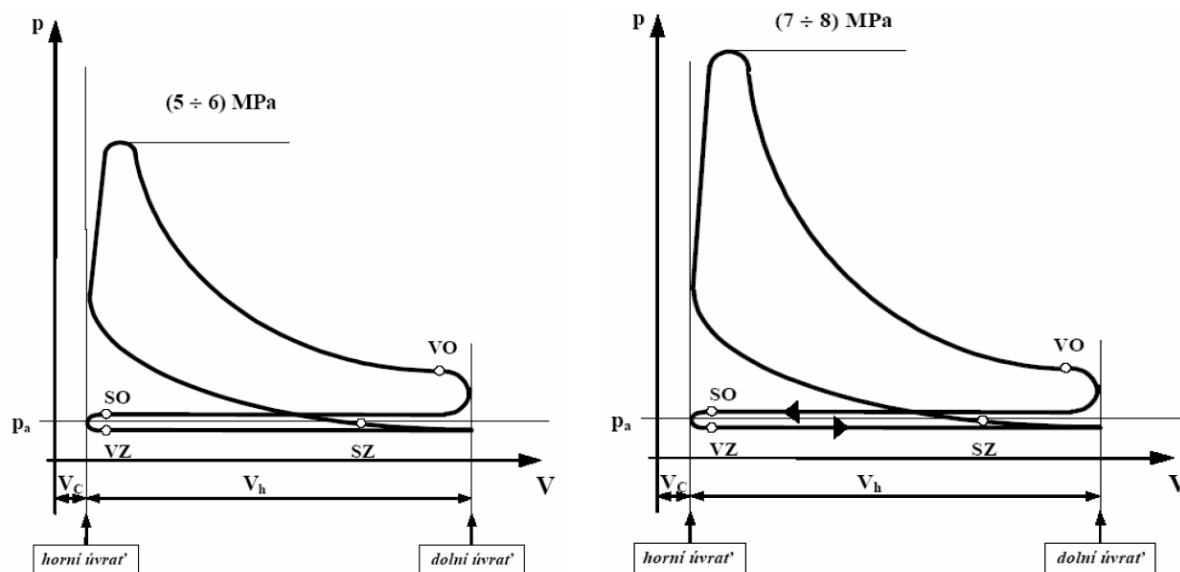 p
(5 ÷ 6) MPa
VO
SO
pa
VZ
SZ
VC
Vh
V
horní úvrať
dolní úvrať
p
(7 ÷ 8) MPa
VO
SO
pa
VZ
SZ
VC
Vh
V
horní úvrať
dolní úvrať